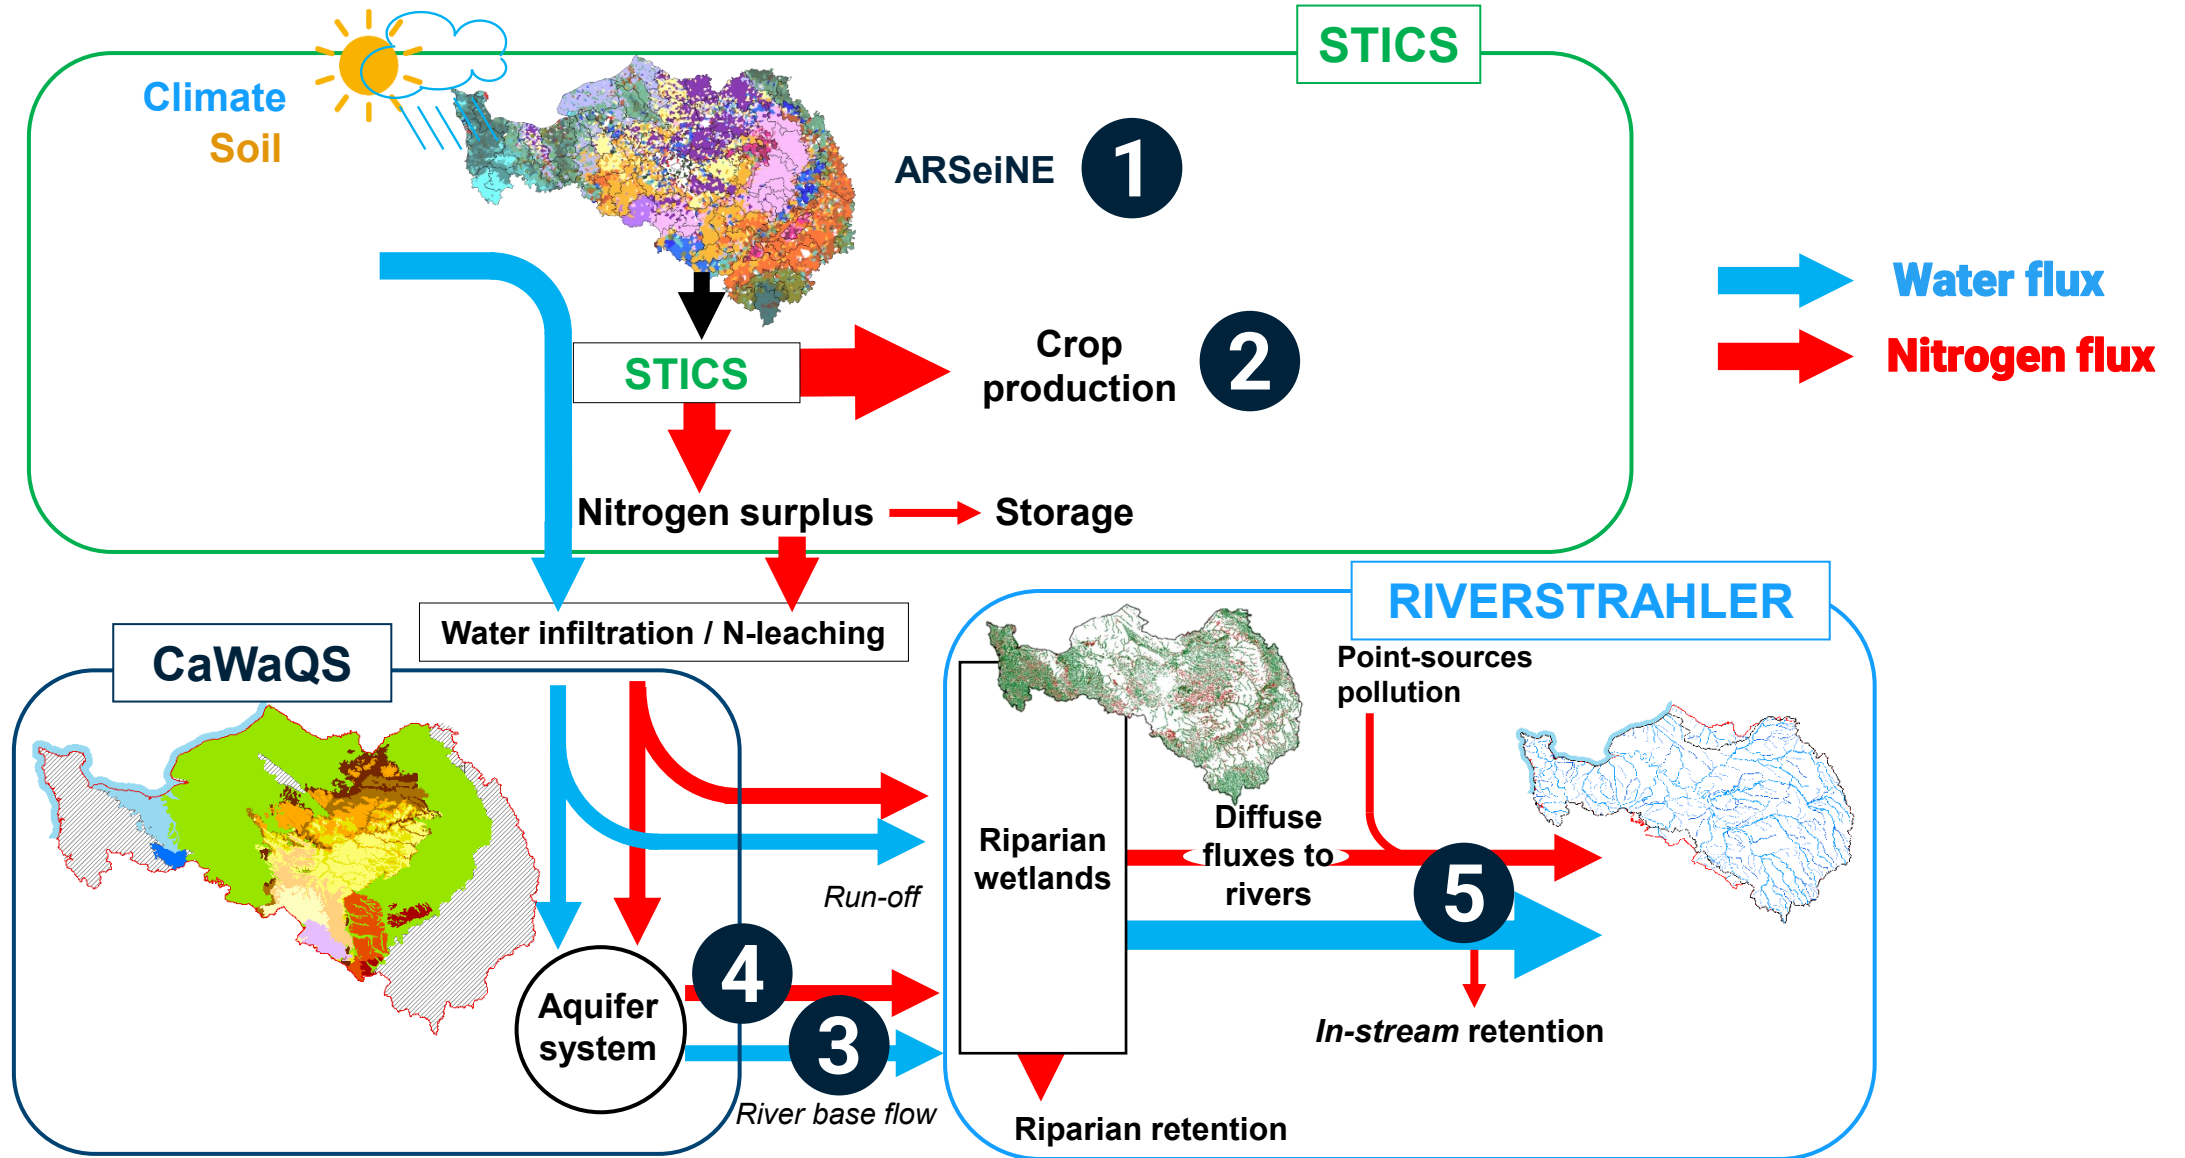 STICS
Climate
Soil
ARSeiNE
1
Water flux
Nitrogen flux
STICS
Crop
production
2
Nitrogen surplus
Storage
RIVERSTRAHLER
Water infiltration / N-leaching
CaWaQS
Point-sources
pollution
Riparian
wetlands
Diffuse
fluxes to
rivers
Run-off
5
4
Aquifer
system
3
In-stream retention
River base flow
Riparian retention